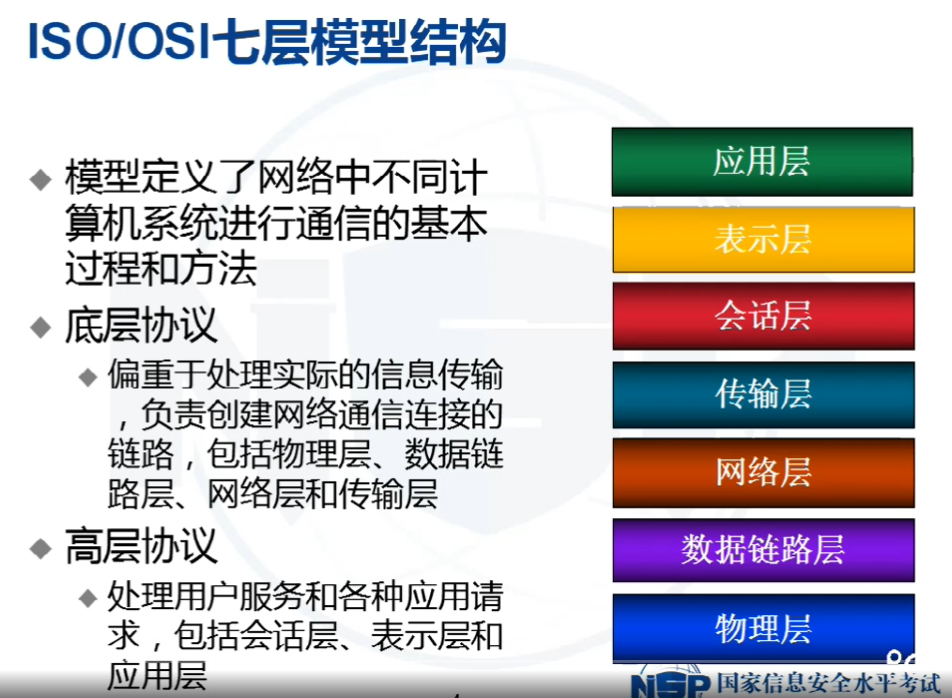 ISO/OSI七层模型结构
模型定义了网络中不同计
算机系统进行通信的基本
过程和方法
底层协议
偏重于处理实际的信息传输
，负责创建网络通信连接的
链路，包括物理层、数据链
路层、网络层和传输层
高层协议
处理用户服务和各种应用请
求，包括会话层、表示层和
应用层
应用层
表示层
会话层
传输层
网络层
数据链路层
物理层
NISP 国家信息安全水平考试